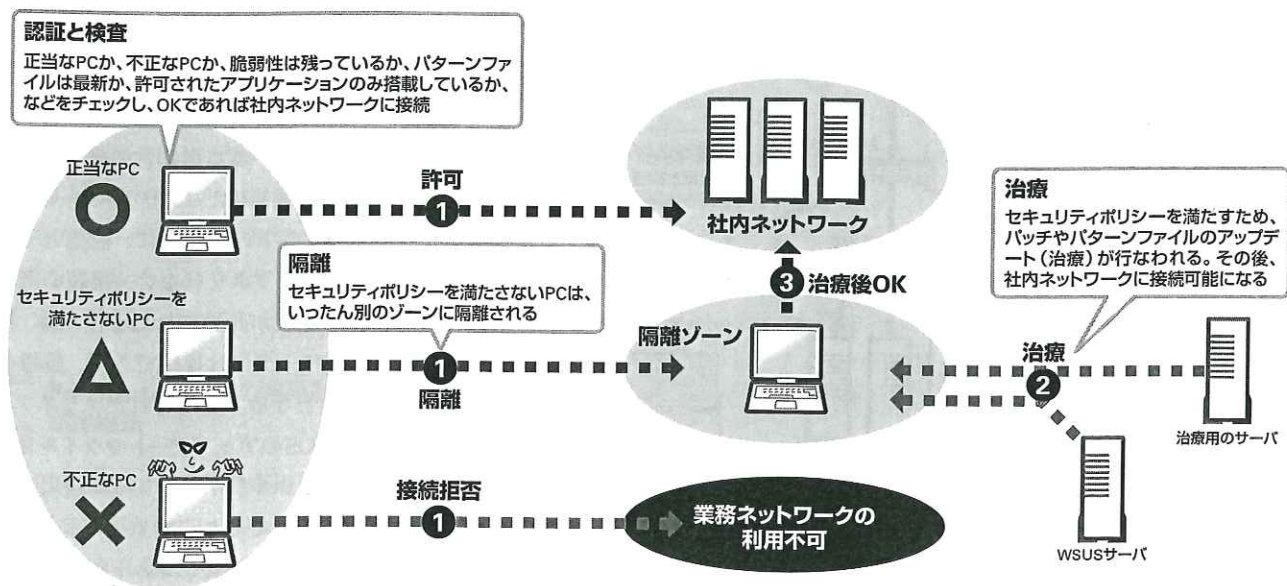 認証と検査
正当なPCか、不正なPCか、脆弱性は残っているか、パターンファ
イルは最新か、許可されたアプリケーションのみ搭載しているか、
などをチェックし、OKであれば社内ネットワークに接続
正当なPC
許可
1
社内ネットワーク
治療
セキュリティポリシーを満たすため、
パッチやパターンファイルのアップデ
ート（治療）が行なわれる。その後、
社内ネットワークに接続可能になる
隔離
セキュリティポリシーを満たさないPCは、
いったん別のゾーンに隔離される
3 治療後OK
セキュリティポリシーを
満たさないPC
1
隔離
隔離ゾーン
治療
2
治療用のサーバ
不正なPC
接続拒否
1
業務ネットワークの
利用不可
WSUSサーバ